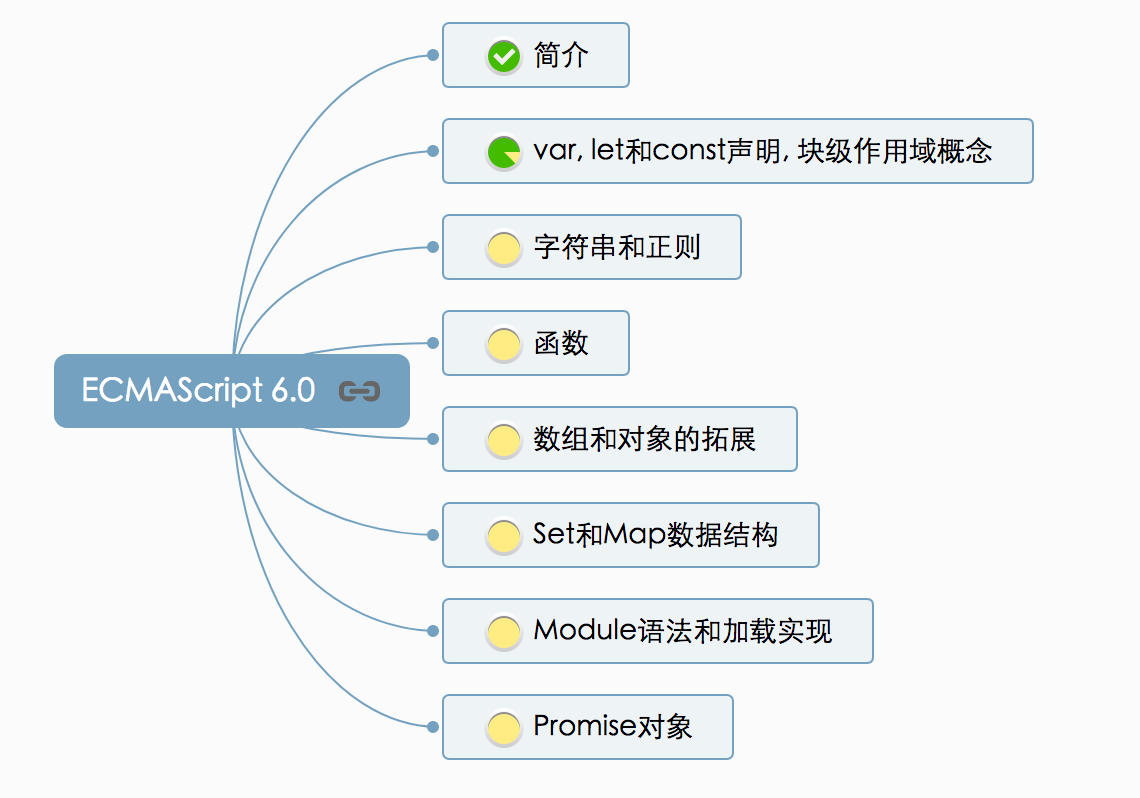 简介
var, let和const声明, 块级作用域概念
字符串和正则
函数
ECMAScript 6.0
数组和对象的拓展
Set和Map数据结构
Module语法和加载实现
Promise对象